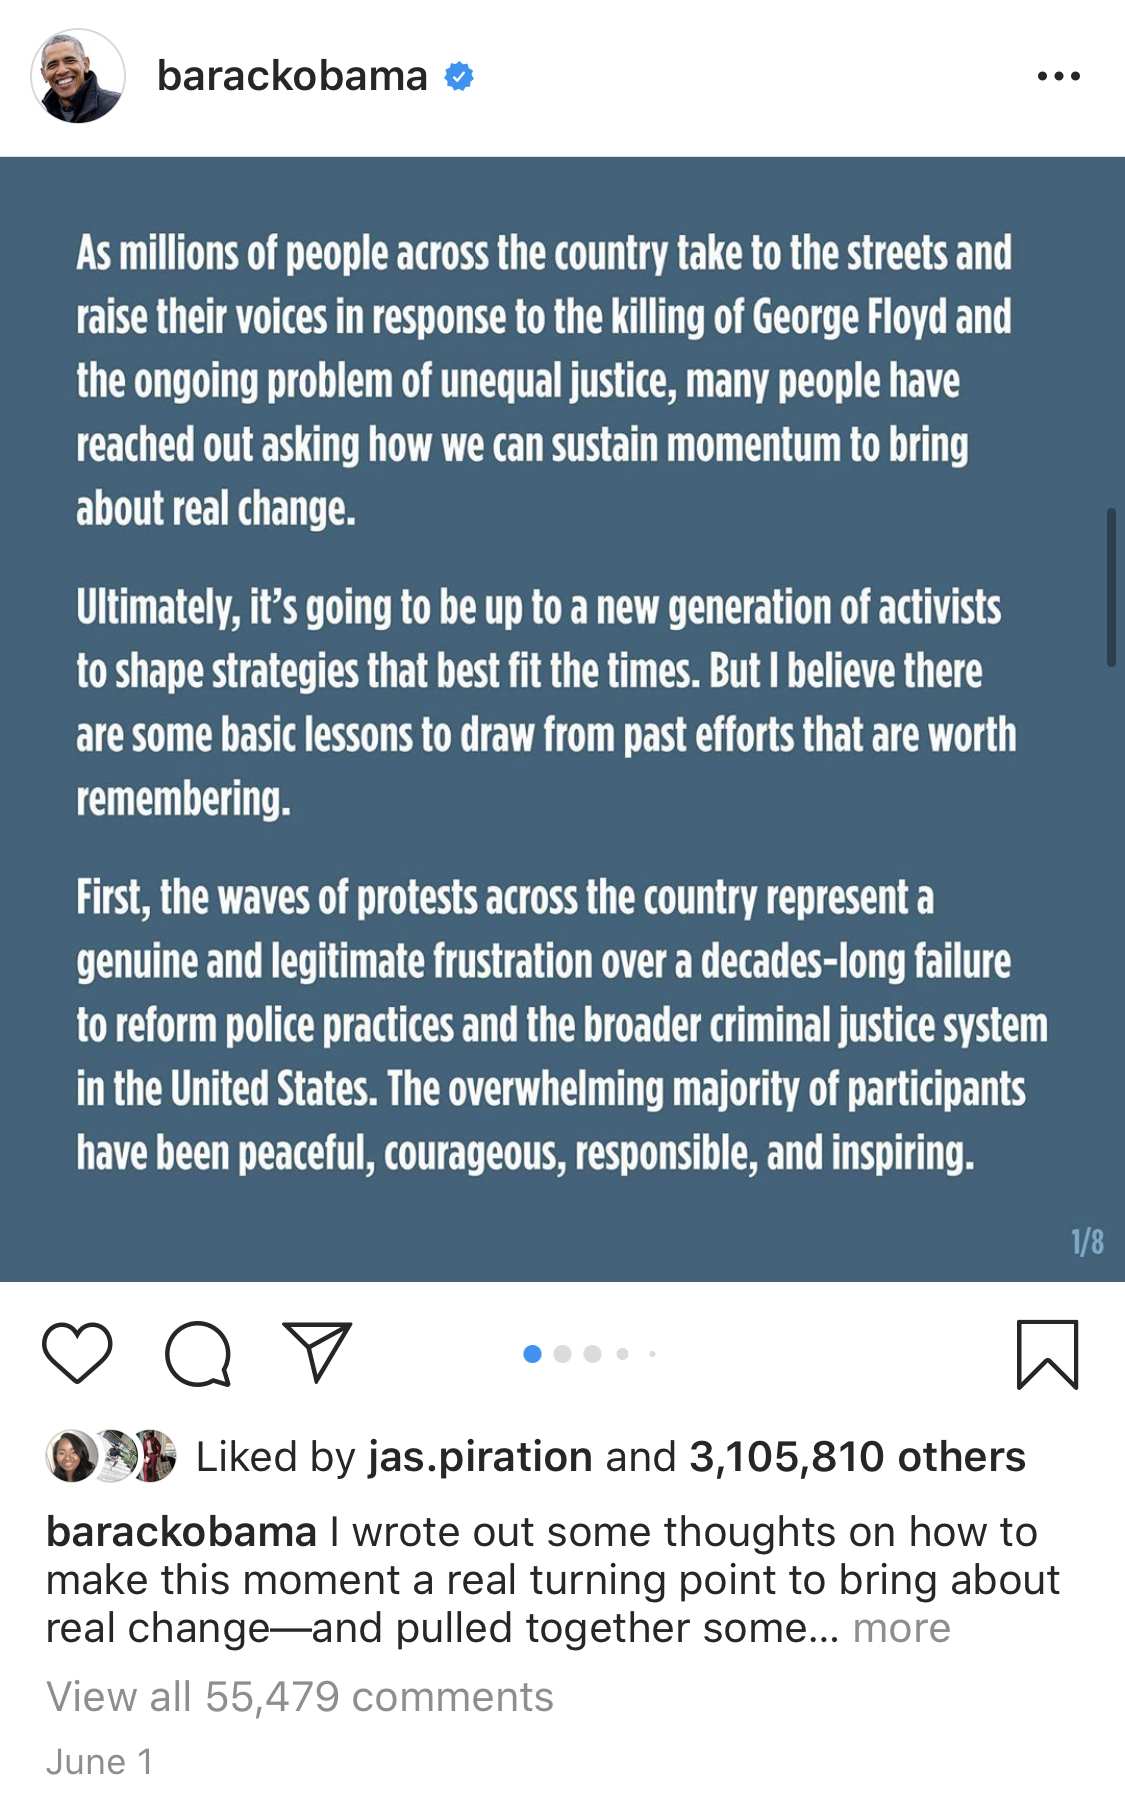 barackobama
As millions of people across the country take to the streets and
raise their voices in response to the killing of George Floyd and
the ongoing problem of unequal justice, many people have
reached out asking how we can sustain momentum to bring
about real change.
Ultimately, it's going to be up to a new generation of activists
to shape strategies that best fit the times. But I believe there
are some basic lessons to draw from past efforts that are worth
remembering.
First, the waves of protests across the country represent a
genuine and legitimate frustration over a decades-long failure
to reform police practices and the broader criminal justice system
in the United States. The overwhelming majority of participants
have been peaceful, courageous, responsible, and inspiring.
1/8
Liked by jas.piration and 3,105,810 others
barackobama I wrote out some thoughts on how to
make this moment a real turning point to bring about
real change—and pulled together some... more
View all 55,479 comments
June 1